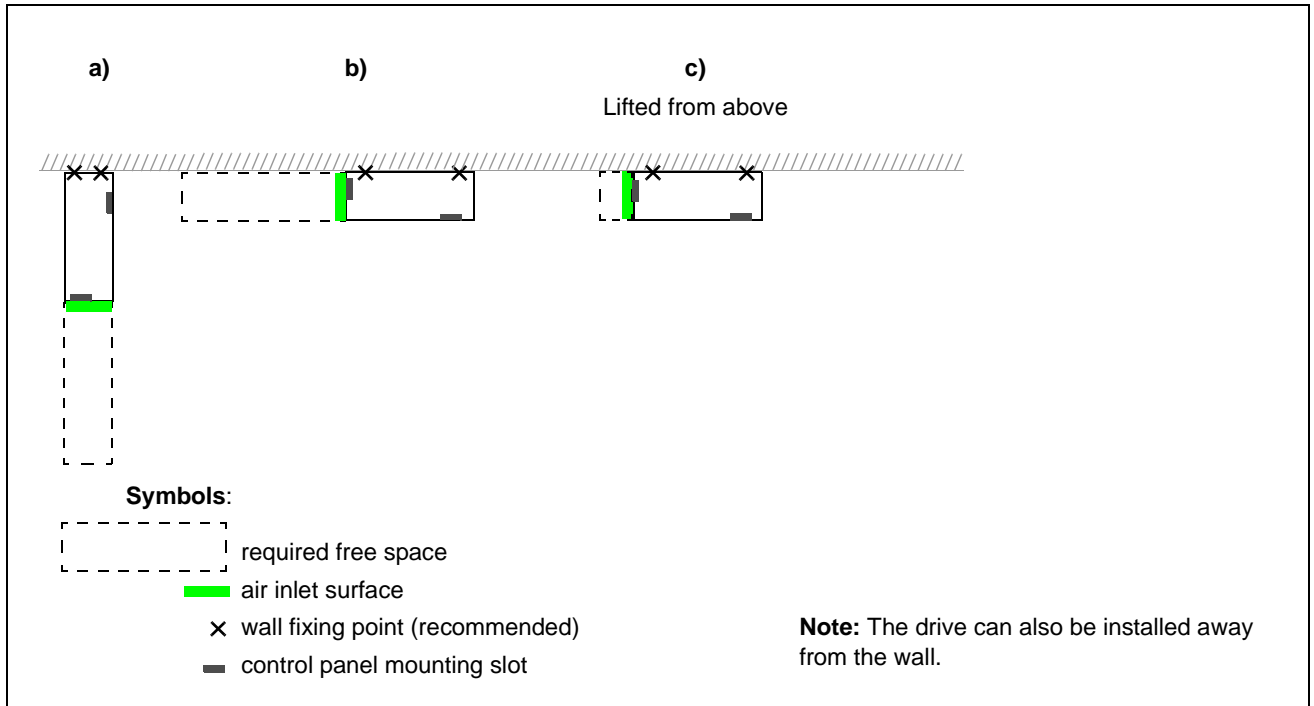 a)
b)
c)
Lifted from above
Symbols:
required free space
air inlet surface
wall fixing point (recommended)
control panel mounting slot
Note: The drive can also be installed away
from the wall.